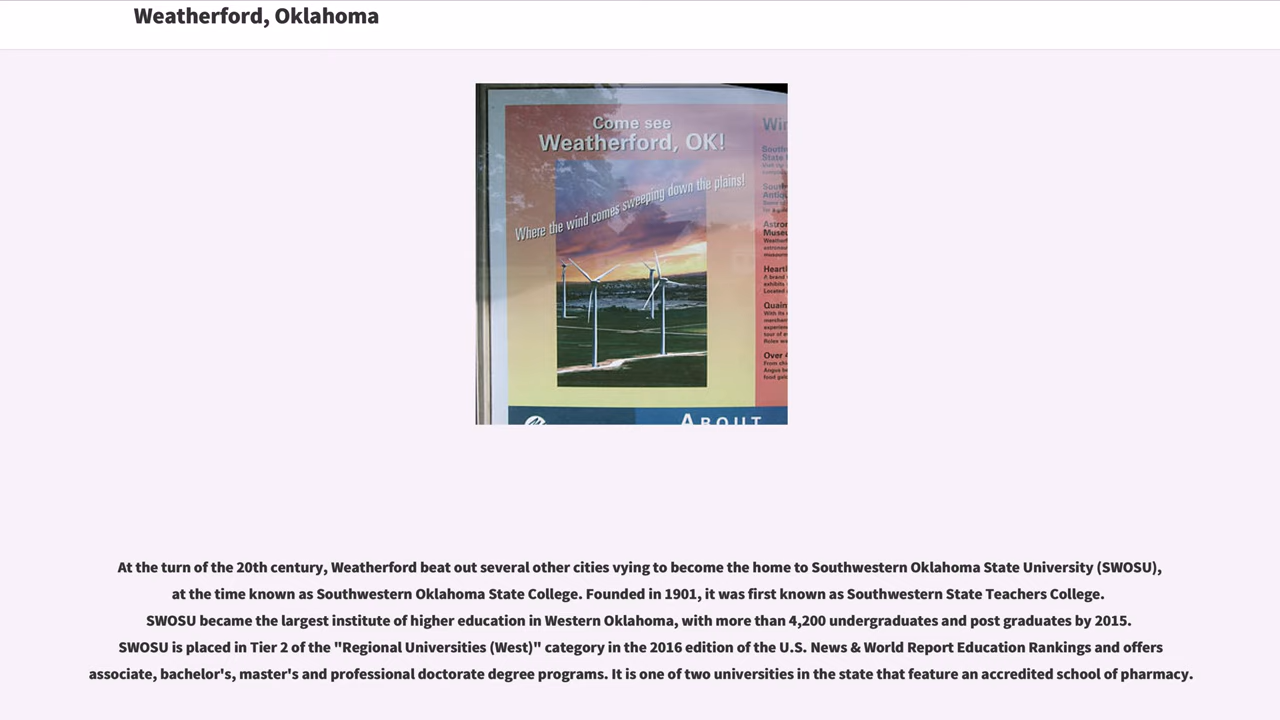 Weatherford, Oklahoma
Come see
Weatherford, OK!
Where the wind comes sweeping down the plains!
State
Museu
Over 4
ABOUT
At the turn of the 20th century, Weatherford beat out several other cities vying to become the home to Southwestern Oklahoma State University (SWOSU),
at the time known as Southwestern Oklahoma State College. Founded in 1901, it was first known as Southwestern State Teachers College.
SWOSU became the largest institute of higher education in Western Oklahoma, with more than 4,200 undergraduates and post graduates by 2015.
SWOSU is placed in Tier 2 of the "Regional Universities (West)" category in the 2016 edition of the U.S. News & World Report Education Rankings and offers
associate, bachelor's, master's and professional doctorate degree programs. It is one of two universities in the state that feature an accredited school of pharmacy.